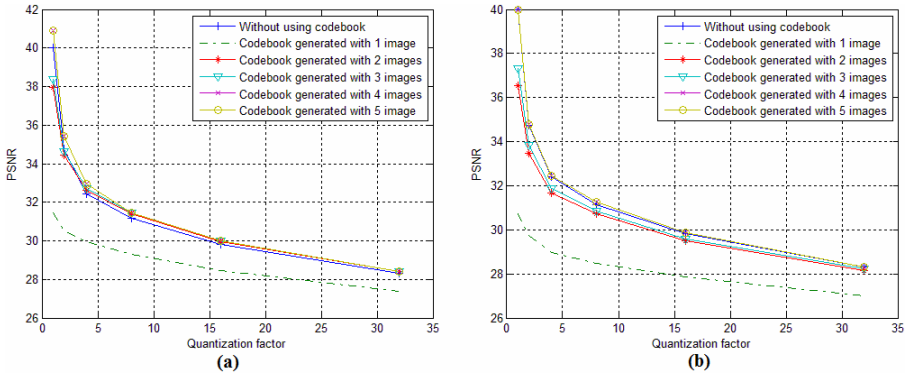 42
40
38
36
34
32
30
28
26
PSNR
Without using codebook
Codebook generated with 1 image
Codebook generated with 2 images
Codebook generated with 3 images
Codebook generated with 4 images
Codebook generated with 5 image
0 5 10 15 20 25 30 35
Quantization factor
(a)
40
38
36
34
32
30
28
26
PSNR
Without using codebook
Codebook generated with 1 image
Codebook generated with 2 images
Codebook generated with 3 images
Codebook generated with 4 images
Codebook generated with 5 images
0 5 10 15 20 25 30 35
Quantization factor
(b)